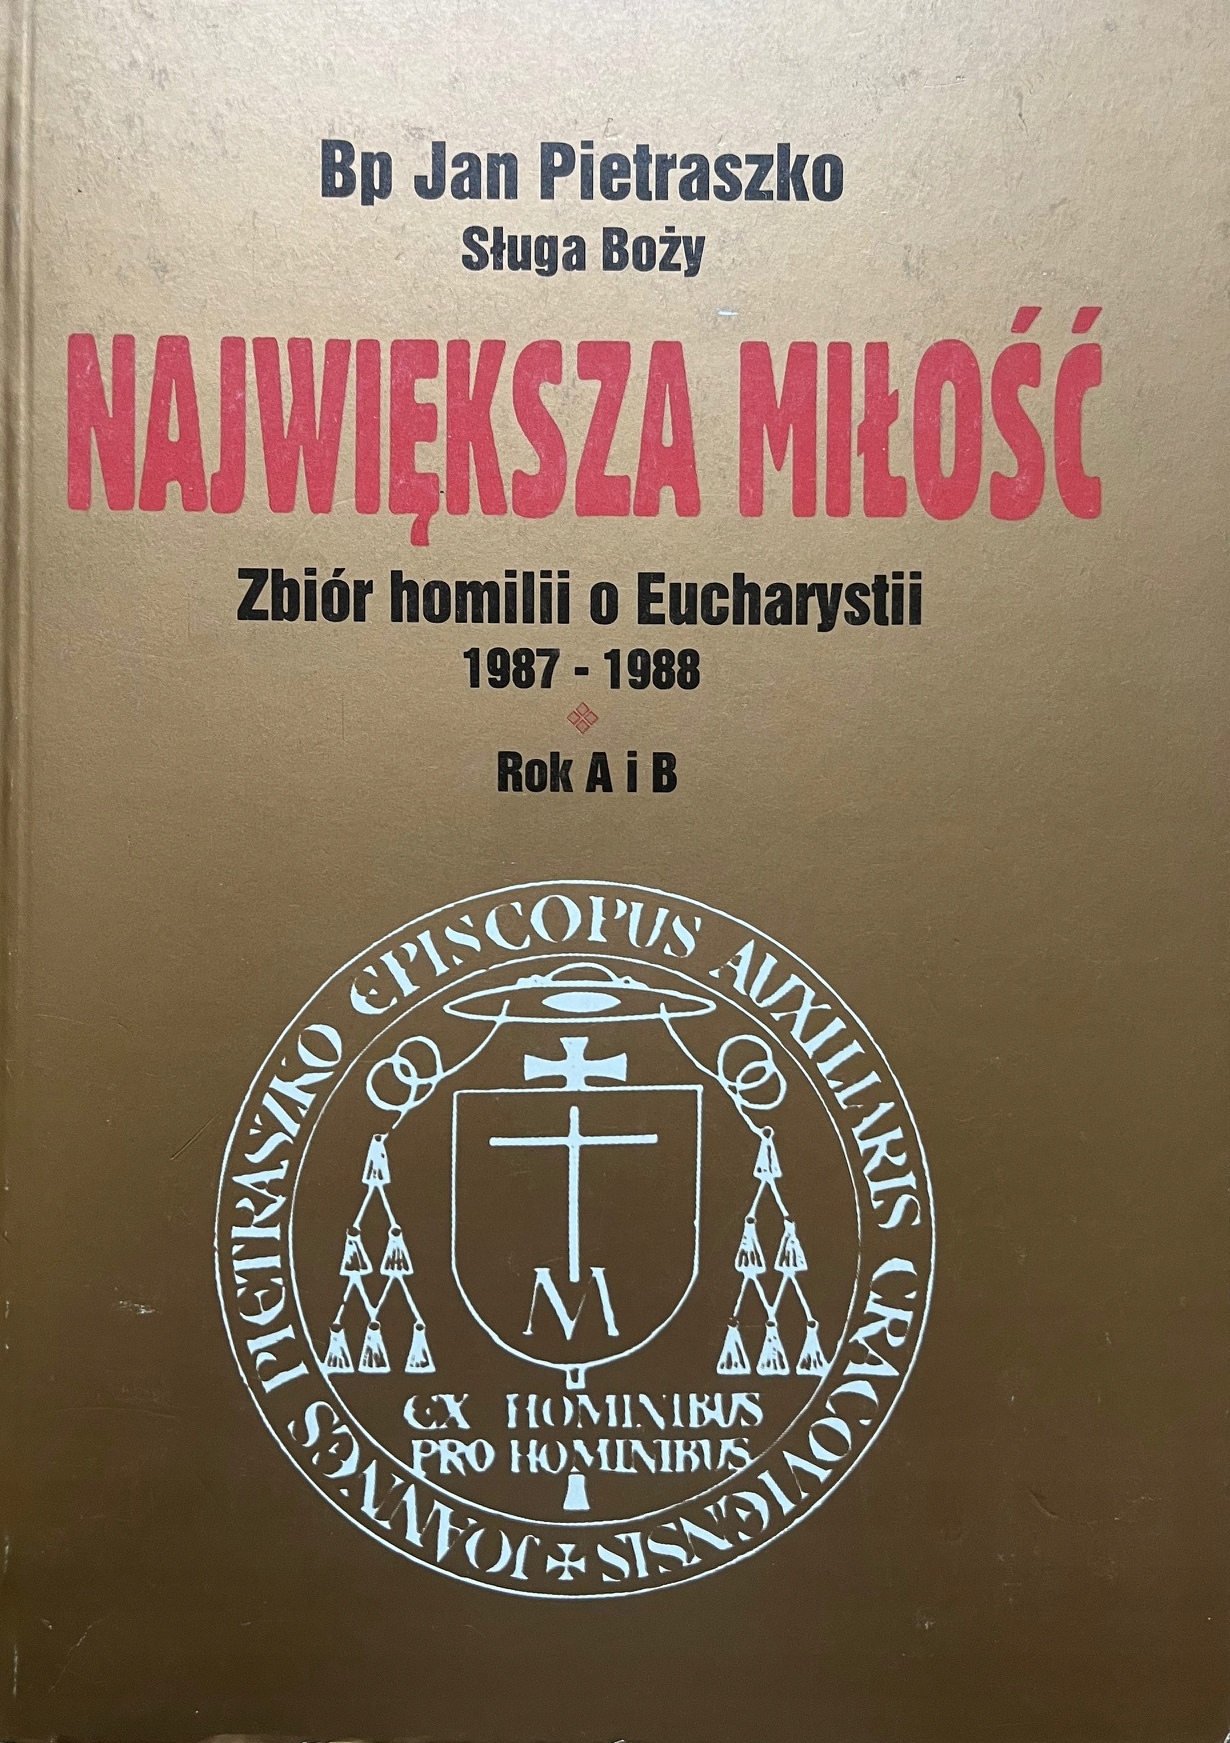 Bp Jan Pietraszko
Sługa Boży
NAJWIĘKSZA MIŁOŚĆ
Zbiór homilii o Eucharystii
1987 - 1988
Rok A i B
JOANNES PIETRASZKO EPISCOPUS AUXILIARIS CRACOVIENSIS
M
EX HOMINIBUS
PRO HOMINIBUS